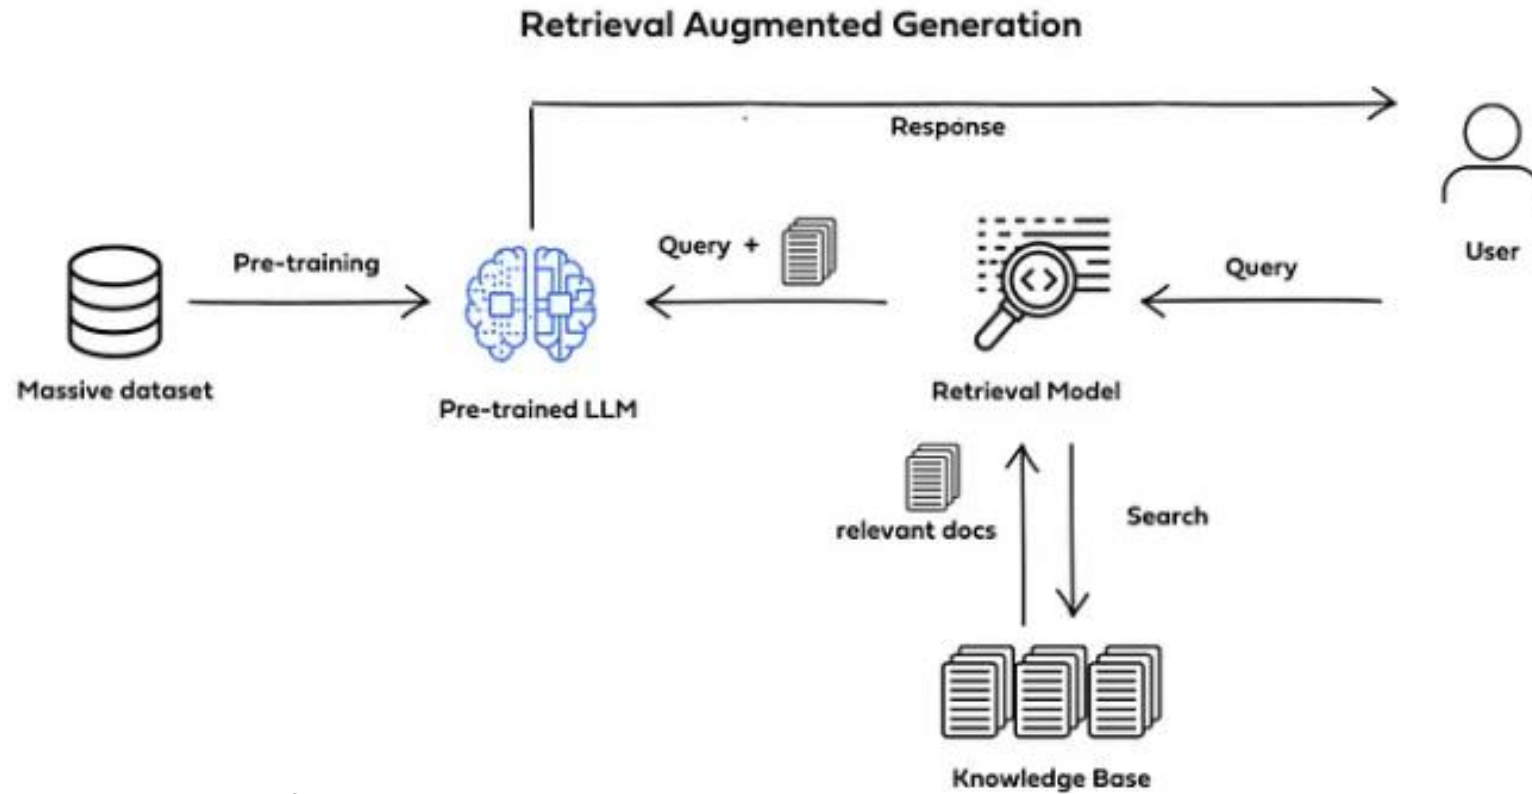 Retrieval Augmented Generation
Response
Query +
Pre-training
Query
User
Massive dataset
Pre-trained LLM
Retrieval Model
relevant docs
Search
Knowledge Base